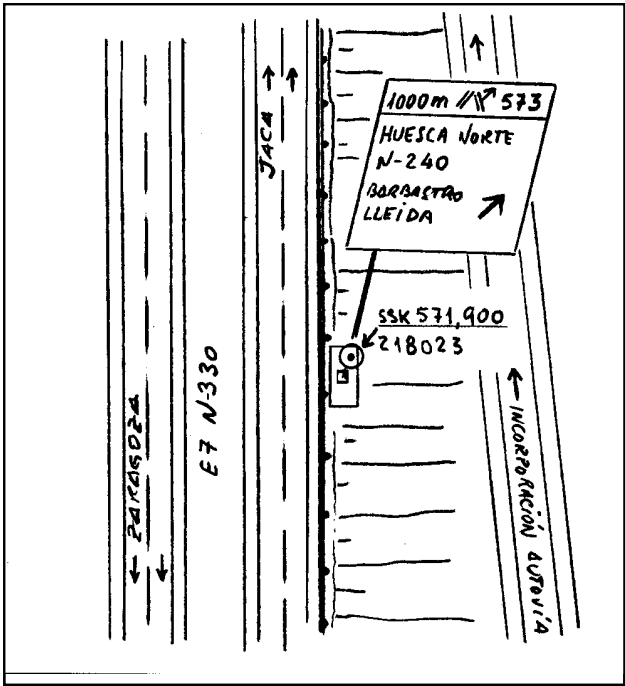 1000m 573
HUESCA NORTE
N-240
BARBASTRO
LLEIDA
SSK 571,900
218023
JACA
E7 N-330
ZARAGOZA
INCORPORACIÓN AUTOVÍA